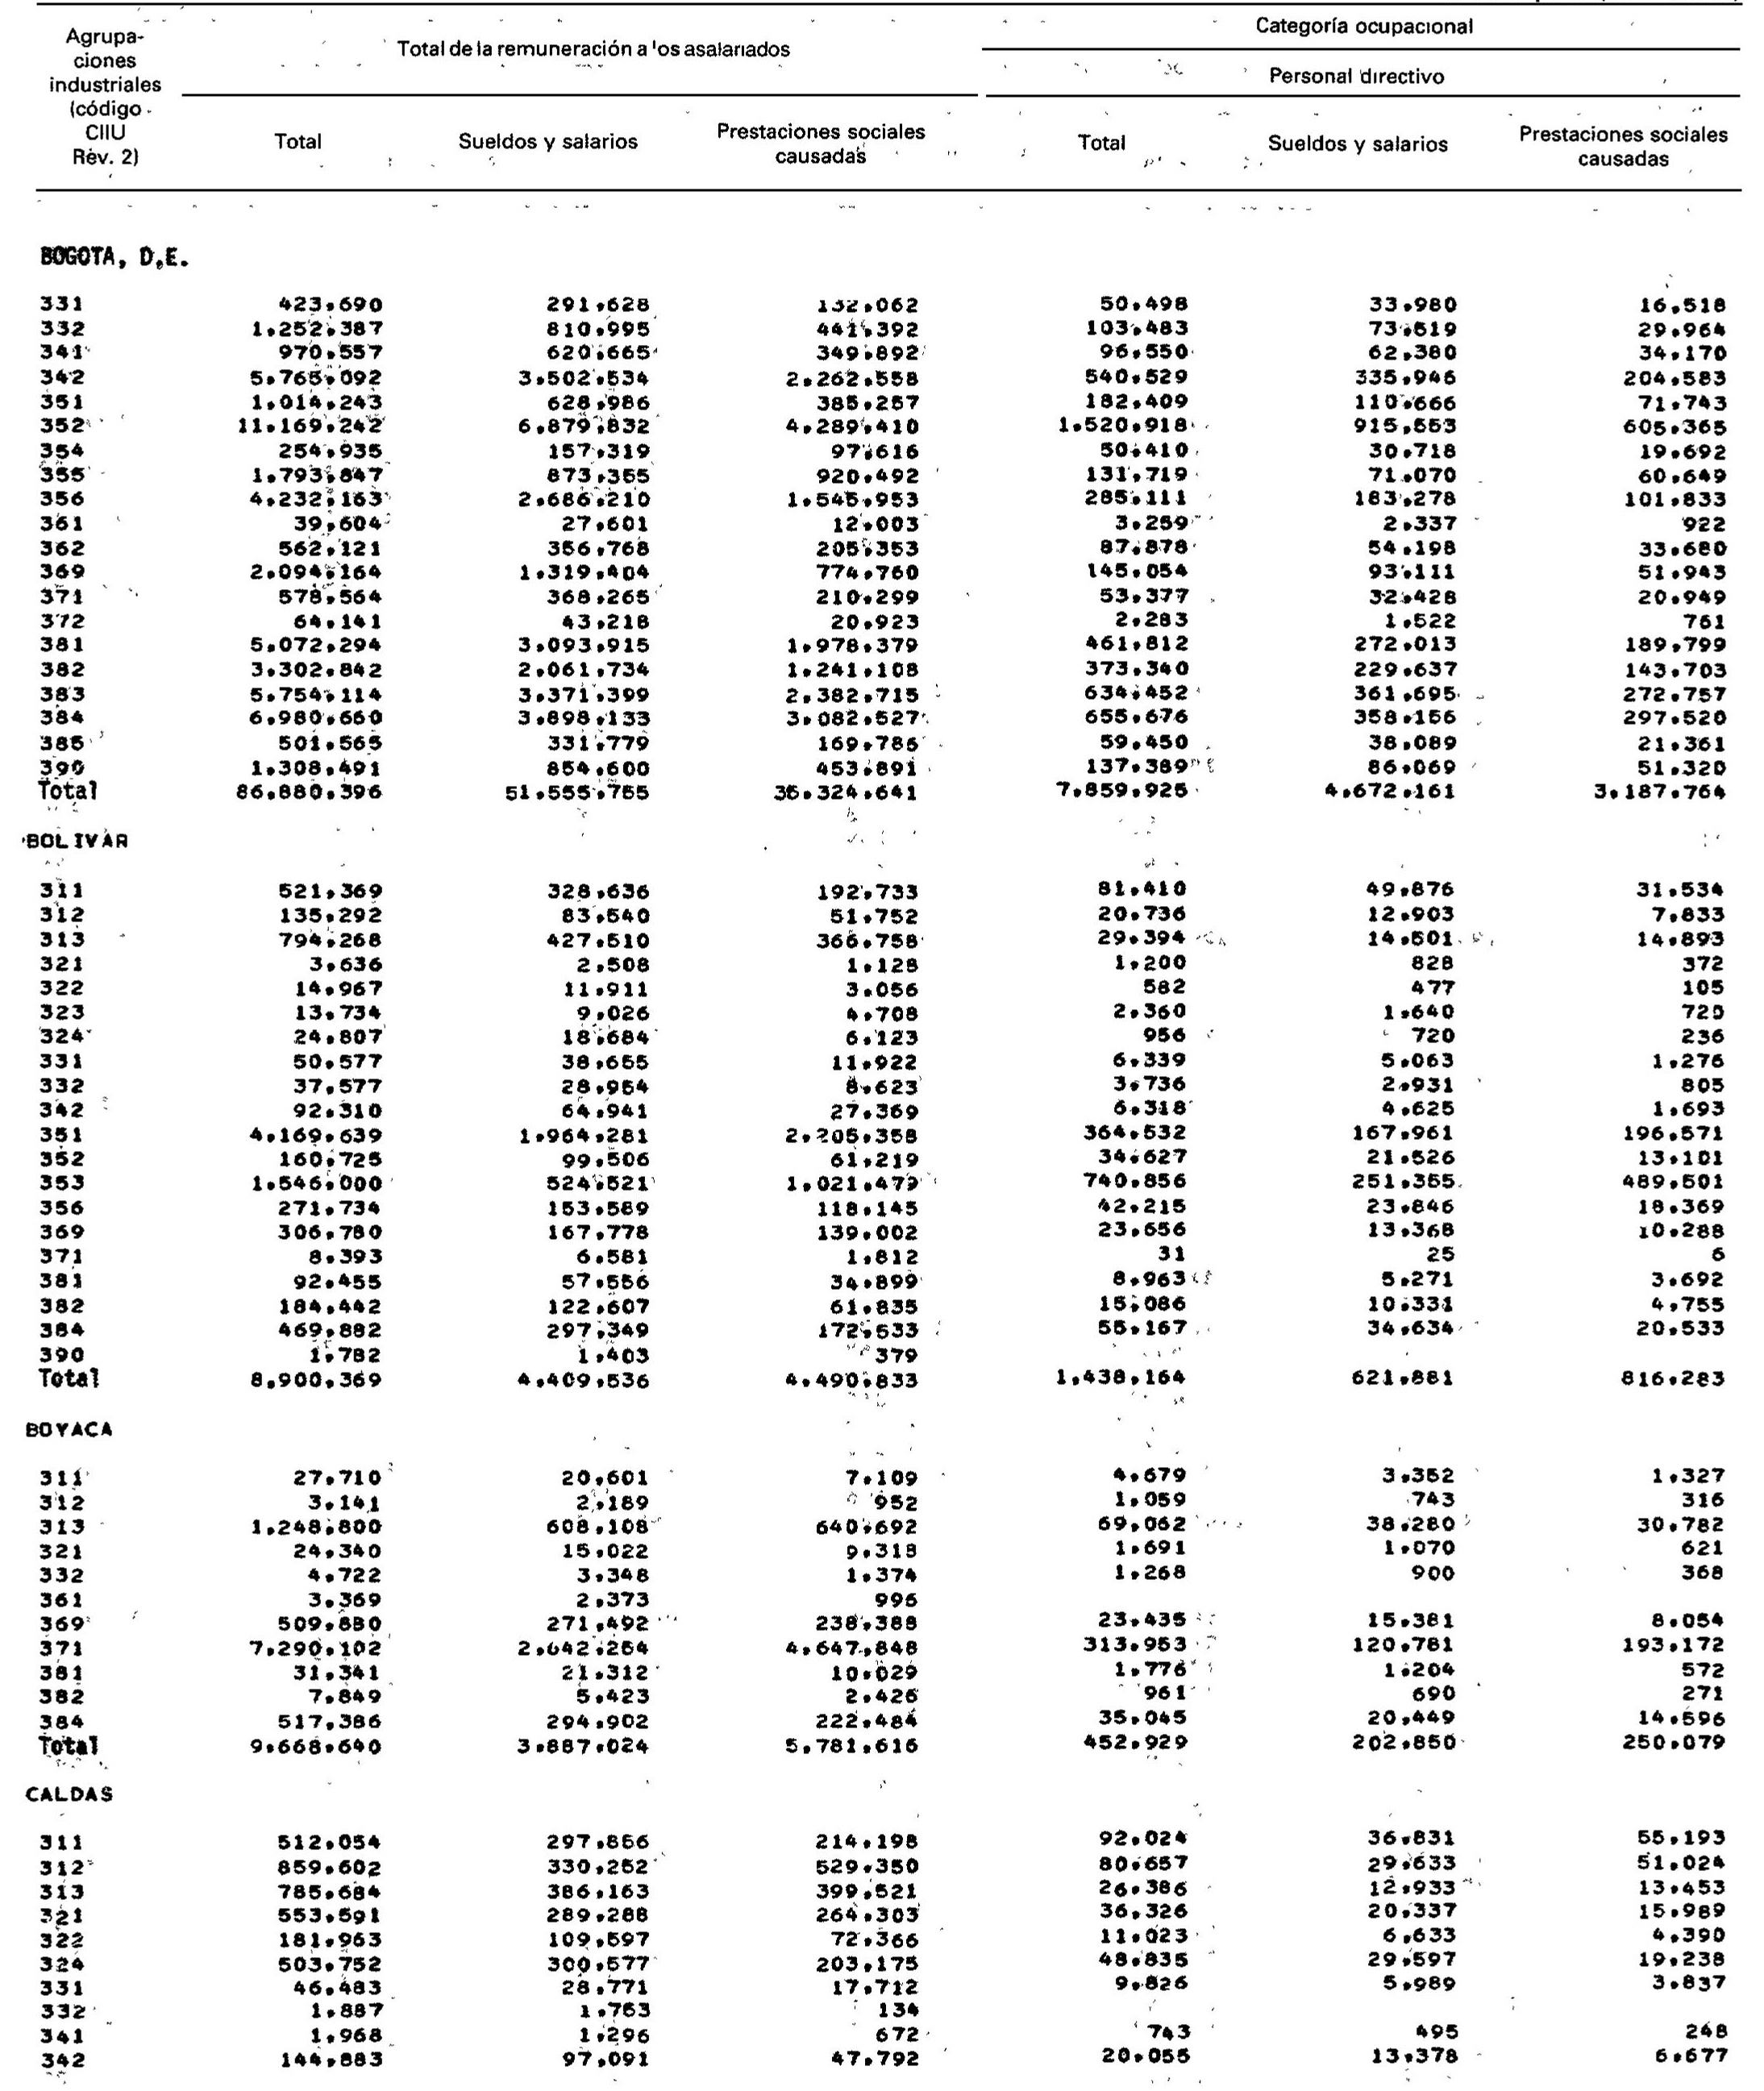 Agrupaciones industriales (código CIIU Rev. 2) Total de la remuneración a los asalariados Categoría ocupacional
Personal directivo
Total Sueldos y salarios Prestaciones sociales causadas Total Sueldos y salarios Prestaciones sociales causadas
BOGOTA, D.E.
331 423.690 291.628 132.062 50.498 33.980 16.518
332 1.252.387 810.995 441.392 103.483 73.519 29.964
341 970.557 620.665 349.892 96.550 62.380 34.170
342 5.765.092 3.502.534 2.262.558 540.529 335.946 204.583
351 1.014.243 628.986 385.257 182.409 110.666 71.743
352 11.169.242 6.879.832 4.289.410 1.520.918 915.553 605.365
354 254.935 157.319 97.616 50.410 30.718 19.692
355 1.793.847 873.355 920.492 131.719 71.070 60.649
356 4.232.163 2.686.210 1.545.953 285.111 183.278 101.833
361 39.604 27.601 12.003 3.259 2.337 922
362 562.121 356.768 205.353 87.878 54.198 33.680
369 2.094.164 1.319.404 774.760 145.054 93.111 51.943
371 578.564 368.265 210.299 53.377 32.428 20.949
372 64.141 43.218 20.923 2.283 1.522 761
381 5.072.294 3.093.915 1.978.379 461.812 272.013 189.799
382 3.302.842 2.061.734 1.241.108 373.340 229.637 143.703
383 5.754.114 3.371.399 2.382.715 634.452 361.695 272.757
384 6.980.660 3.898.133 3.082.527 655.676 358.156 297.520
385 501.565 331.779 169.786 59.450 38.089 21.361
390 1.308.491 854.600 453.891 137.389 86.069 51.320
Total 86.880.396 51.555.755 35.324.641 7.859.925 4.672.161 3.187.764
BOLIVAR
311 521.369 328.636 192.733 81.410 49.876 31.534
312 135.292 83.540 51.752 20.736 12.903 7.833
313 794.268 427.510 366.758 29.394 14.501 14.893
321 3.636 2.508 1.128 1.200 828 372
322 14.967 11.911 3.056 582 477 105
323 13.734 9.026 4.708 2.360 1.640 720
324 24.807 18.684 6.123 956 720 236
331 50.577 38.655 11.922 6.339 5.063 1.276
332 37.577 28.954 8.623 3.736 2.931 805
342 92.310 64.941 27.369 6.318 4.625 1.693
351 4.169.639 1.964.281 2.205.358 364.532 167.961 196.571
352 160.725 99.506 61.219 34.627 21.526 13.101
353 1.546.000 524.521 1.021.479 740.856 251.355 489.501
356 271.734 153.589 118.145 42.215 23.846 18.369
369 306.780 167.778 139.002 23.656 13.368 10.288
371 8.393 6.581 1.812 31 25 6
381 92.455 57.556 34.899 8.963 5.271 3.692
382 184.442 122.607 61.835 15.086 10.331 4.755
384 469.882 297.349 172.533 55.167 34.634 20.533
390 1.782 1.403 379
Total 8.900.369 4.409.536 4.490.833 1.438.164 621.881 816.283
BOYACA
311 27.710 20.601 7.109 4.679 3.352 1.327
312 3.141 2.189 952 1.059 743 316
313 1.248.800 608.108 640.692 69.062 38.280 30.782
321 24.340 15.022 9.318 1.691 1.070 621
332 4.722 3.348 1.374 1.268 900 368
361 3.369 2.373 996
369 509.880 271.492 238.388 23.435 15.381 8.054
371 7.290.102 2.642.254 4.647.848 313.953 120.781 193.172
381 31.341 21.312 10.029 1.776 1.204 572
382 7.849 5.423 2.426 961 690 271
384 517.386 294.902 222.484 35.045 20.449 14.596
Total 9.668.640 3.887.024 5.781.616 452.929 202.850 250.079
CALDAS
311 512.054 297.856 214.198 92.024 36.831 55.193
312 859.602 330.252 529.350 80.657 29.633 51.024
313 785.684 386.163 399.521 26.386 12.933 13.453
321 553.591 289.288 264.303 36.326 20.337 15.989
322 181.963 109.597 72.366 11.023 6.633 4.390
324 503.752 300.577 203.175 48.835 29.597 19.238
331 46.483 28.771 17.712 9.826 5.989 3.837
332 1.887 1.753 134
341 1.968 1.296 672 743 495 248
342 144.883 97.091 47.792 20.055 13.378 6.677